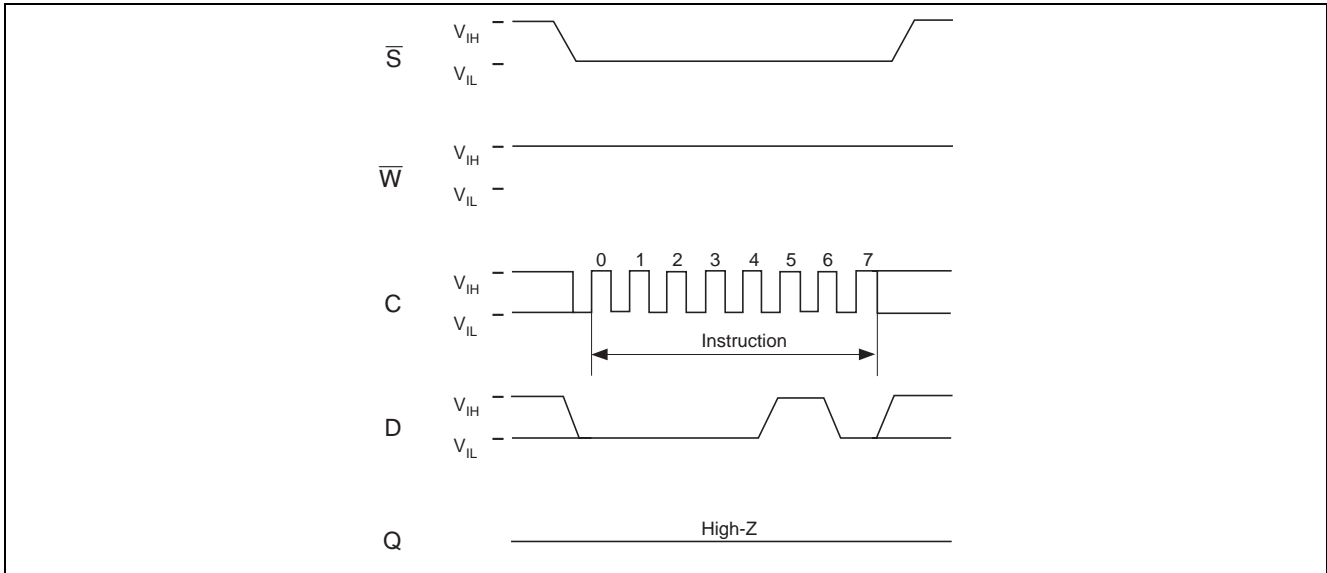 S̅
V_IH
V_IL
W̅
V_IH
V_IL
0 1 2 3 4 5 6 7
C
V_IH
V_IL
Instruction
D
V_IH
V_IL
Q
High-Z